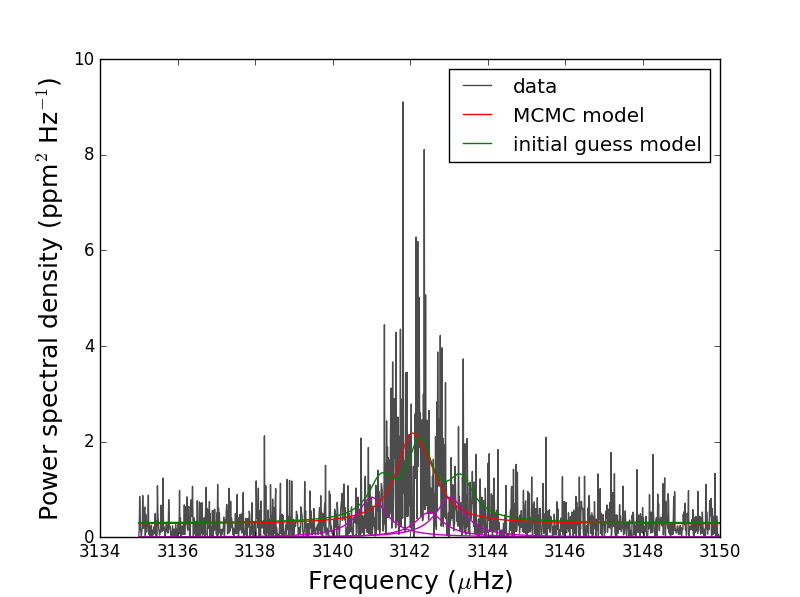 data
MCMC model
initial guess model
Power spectral density (ppm² Hz⁻¹)
10
8
6
4
2
0
3134 3136 3138 3140 3142 3144 3146 3148 3150
Frequency (μHz)